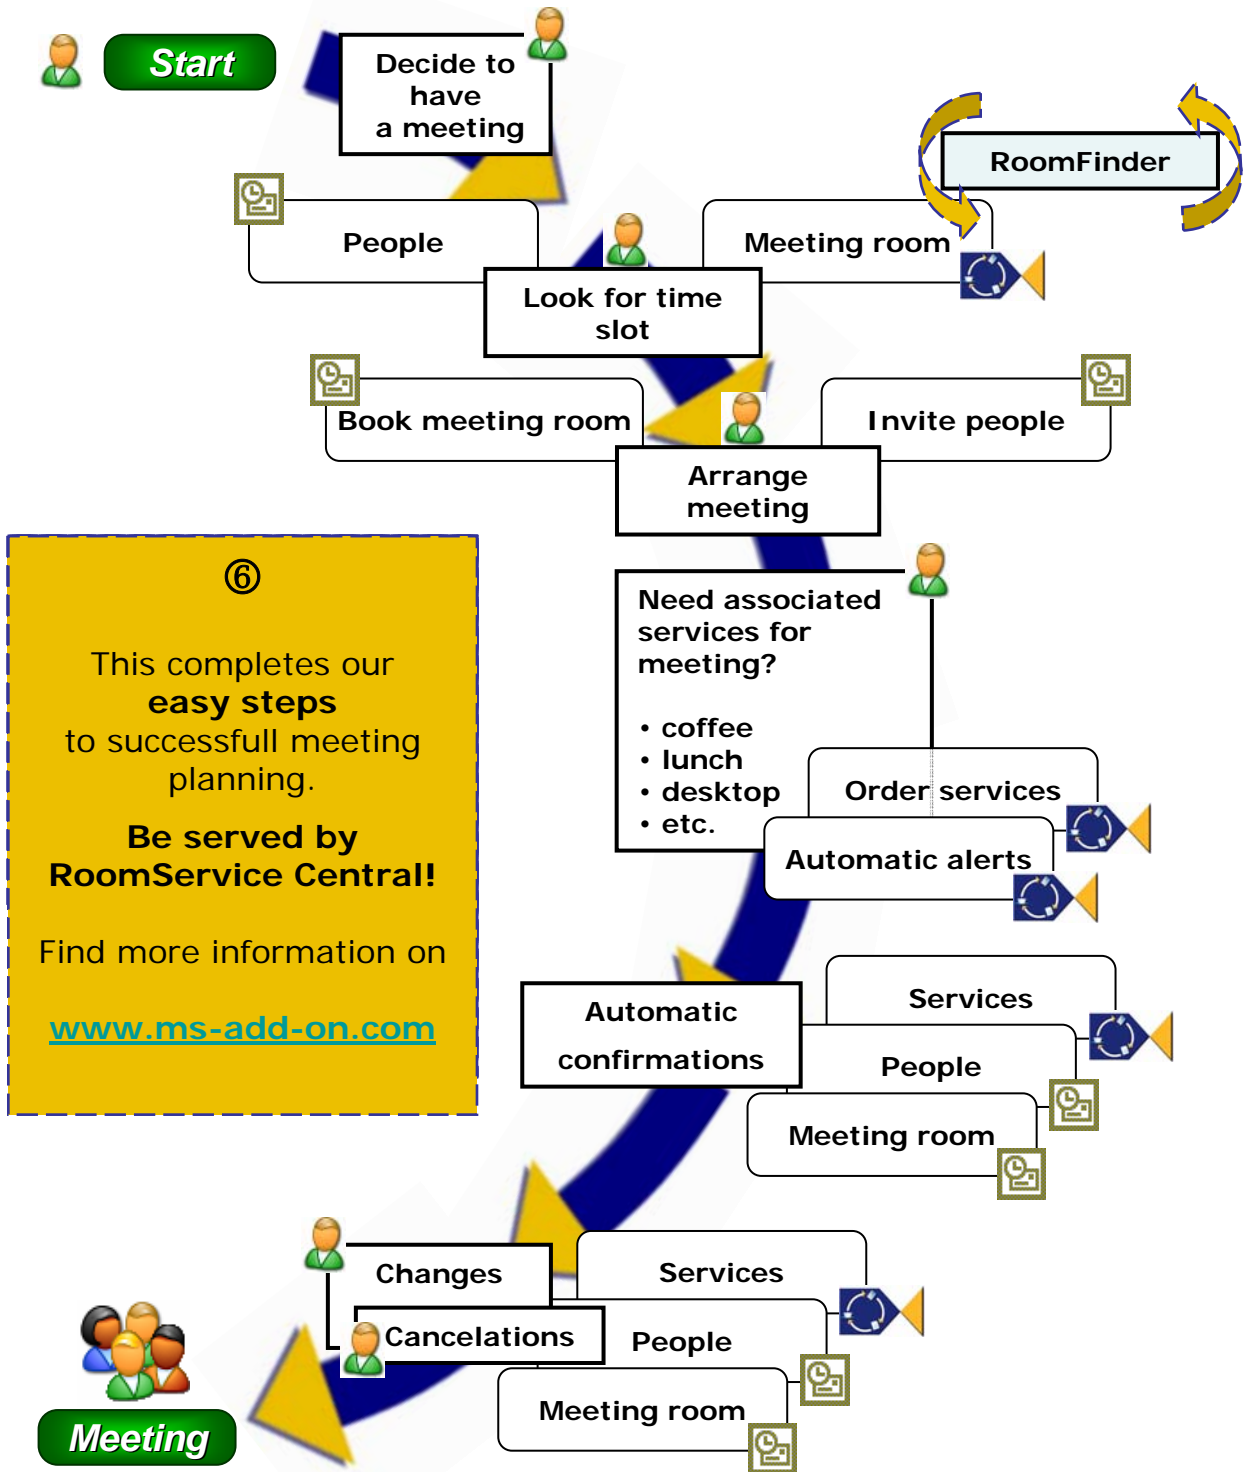 Start
Decide to
have
a meeting
RoomFinder
People
Meeting room
Look for time
slot
Book meeting room
Invite people
Arrange
meeting
⑥
This completes our
easy steps
to successfull meeting
planning.
Be served by
RoomService Central!
Find more information on
www.ms-add-on.com
Need associated
services for
meeting?
• coffee
• lunch
• desktop
• etc.
Order services
Automatic alerts
Automatic
confirmations
Services
People
Meeting room
Changes
Cancelations
Services
People
Meeting room
Meeting